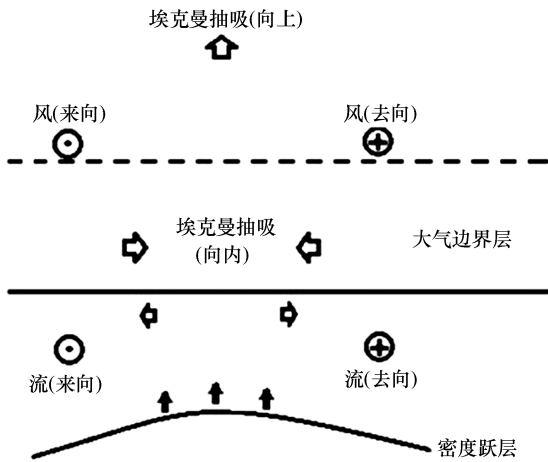 埃克曼抽吸(向上)
风(来向)
风(去向)
埃克曼抽吸
(向内)
大气边界层
流(来向)
流(去向)
密度跃层